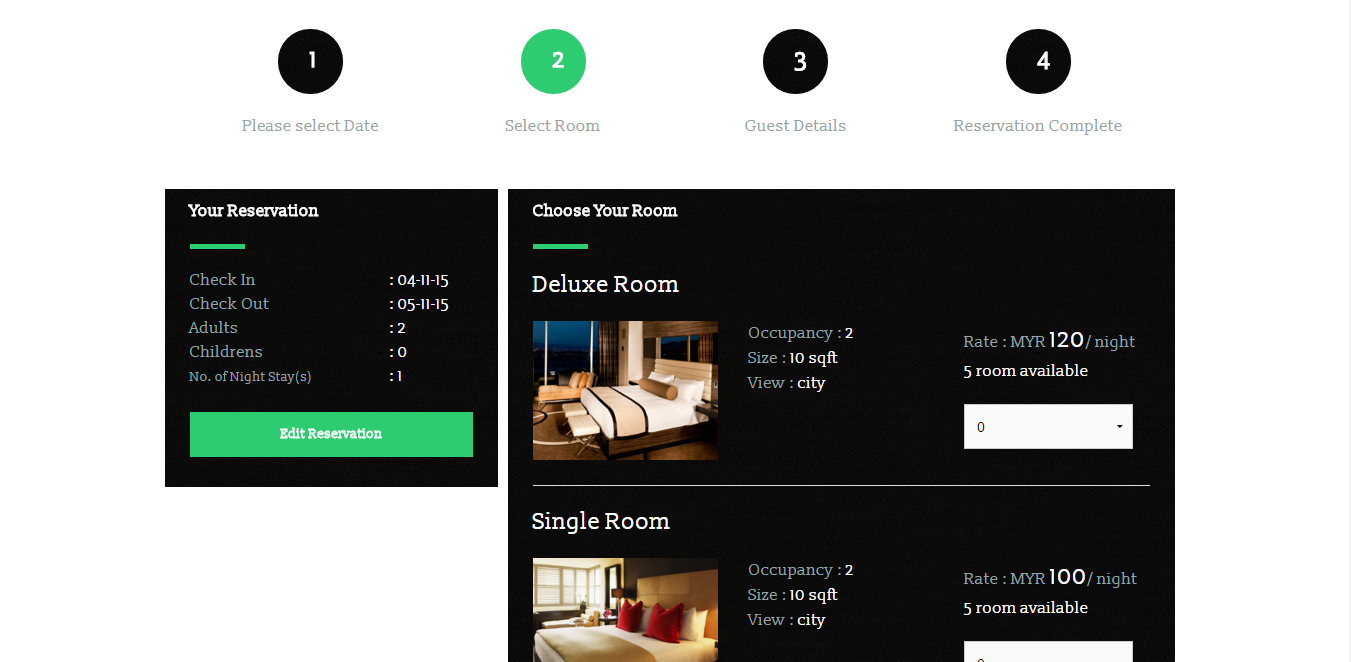 1
2
3
4
Please select Date
Select Room
Guest Details
Reservation Complete
Your Reservation
Check In : 04-11-15
Check Out : 05-11-15
Adults : 2
Childrens : 0
No. of Night Stay(s) : 1
Edit Reservation
Choose Your Room
Deluxe Room
Occupancy : 2
Size : 10 sqft
View : city
Rate : MYR 120/ night
5 room available
0
Single Room
Occupancy : 2
Size : 10 sqft
View : city
Rate : MYR 100/ night
5 room available